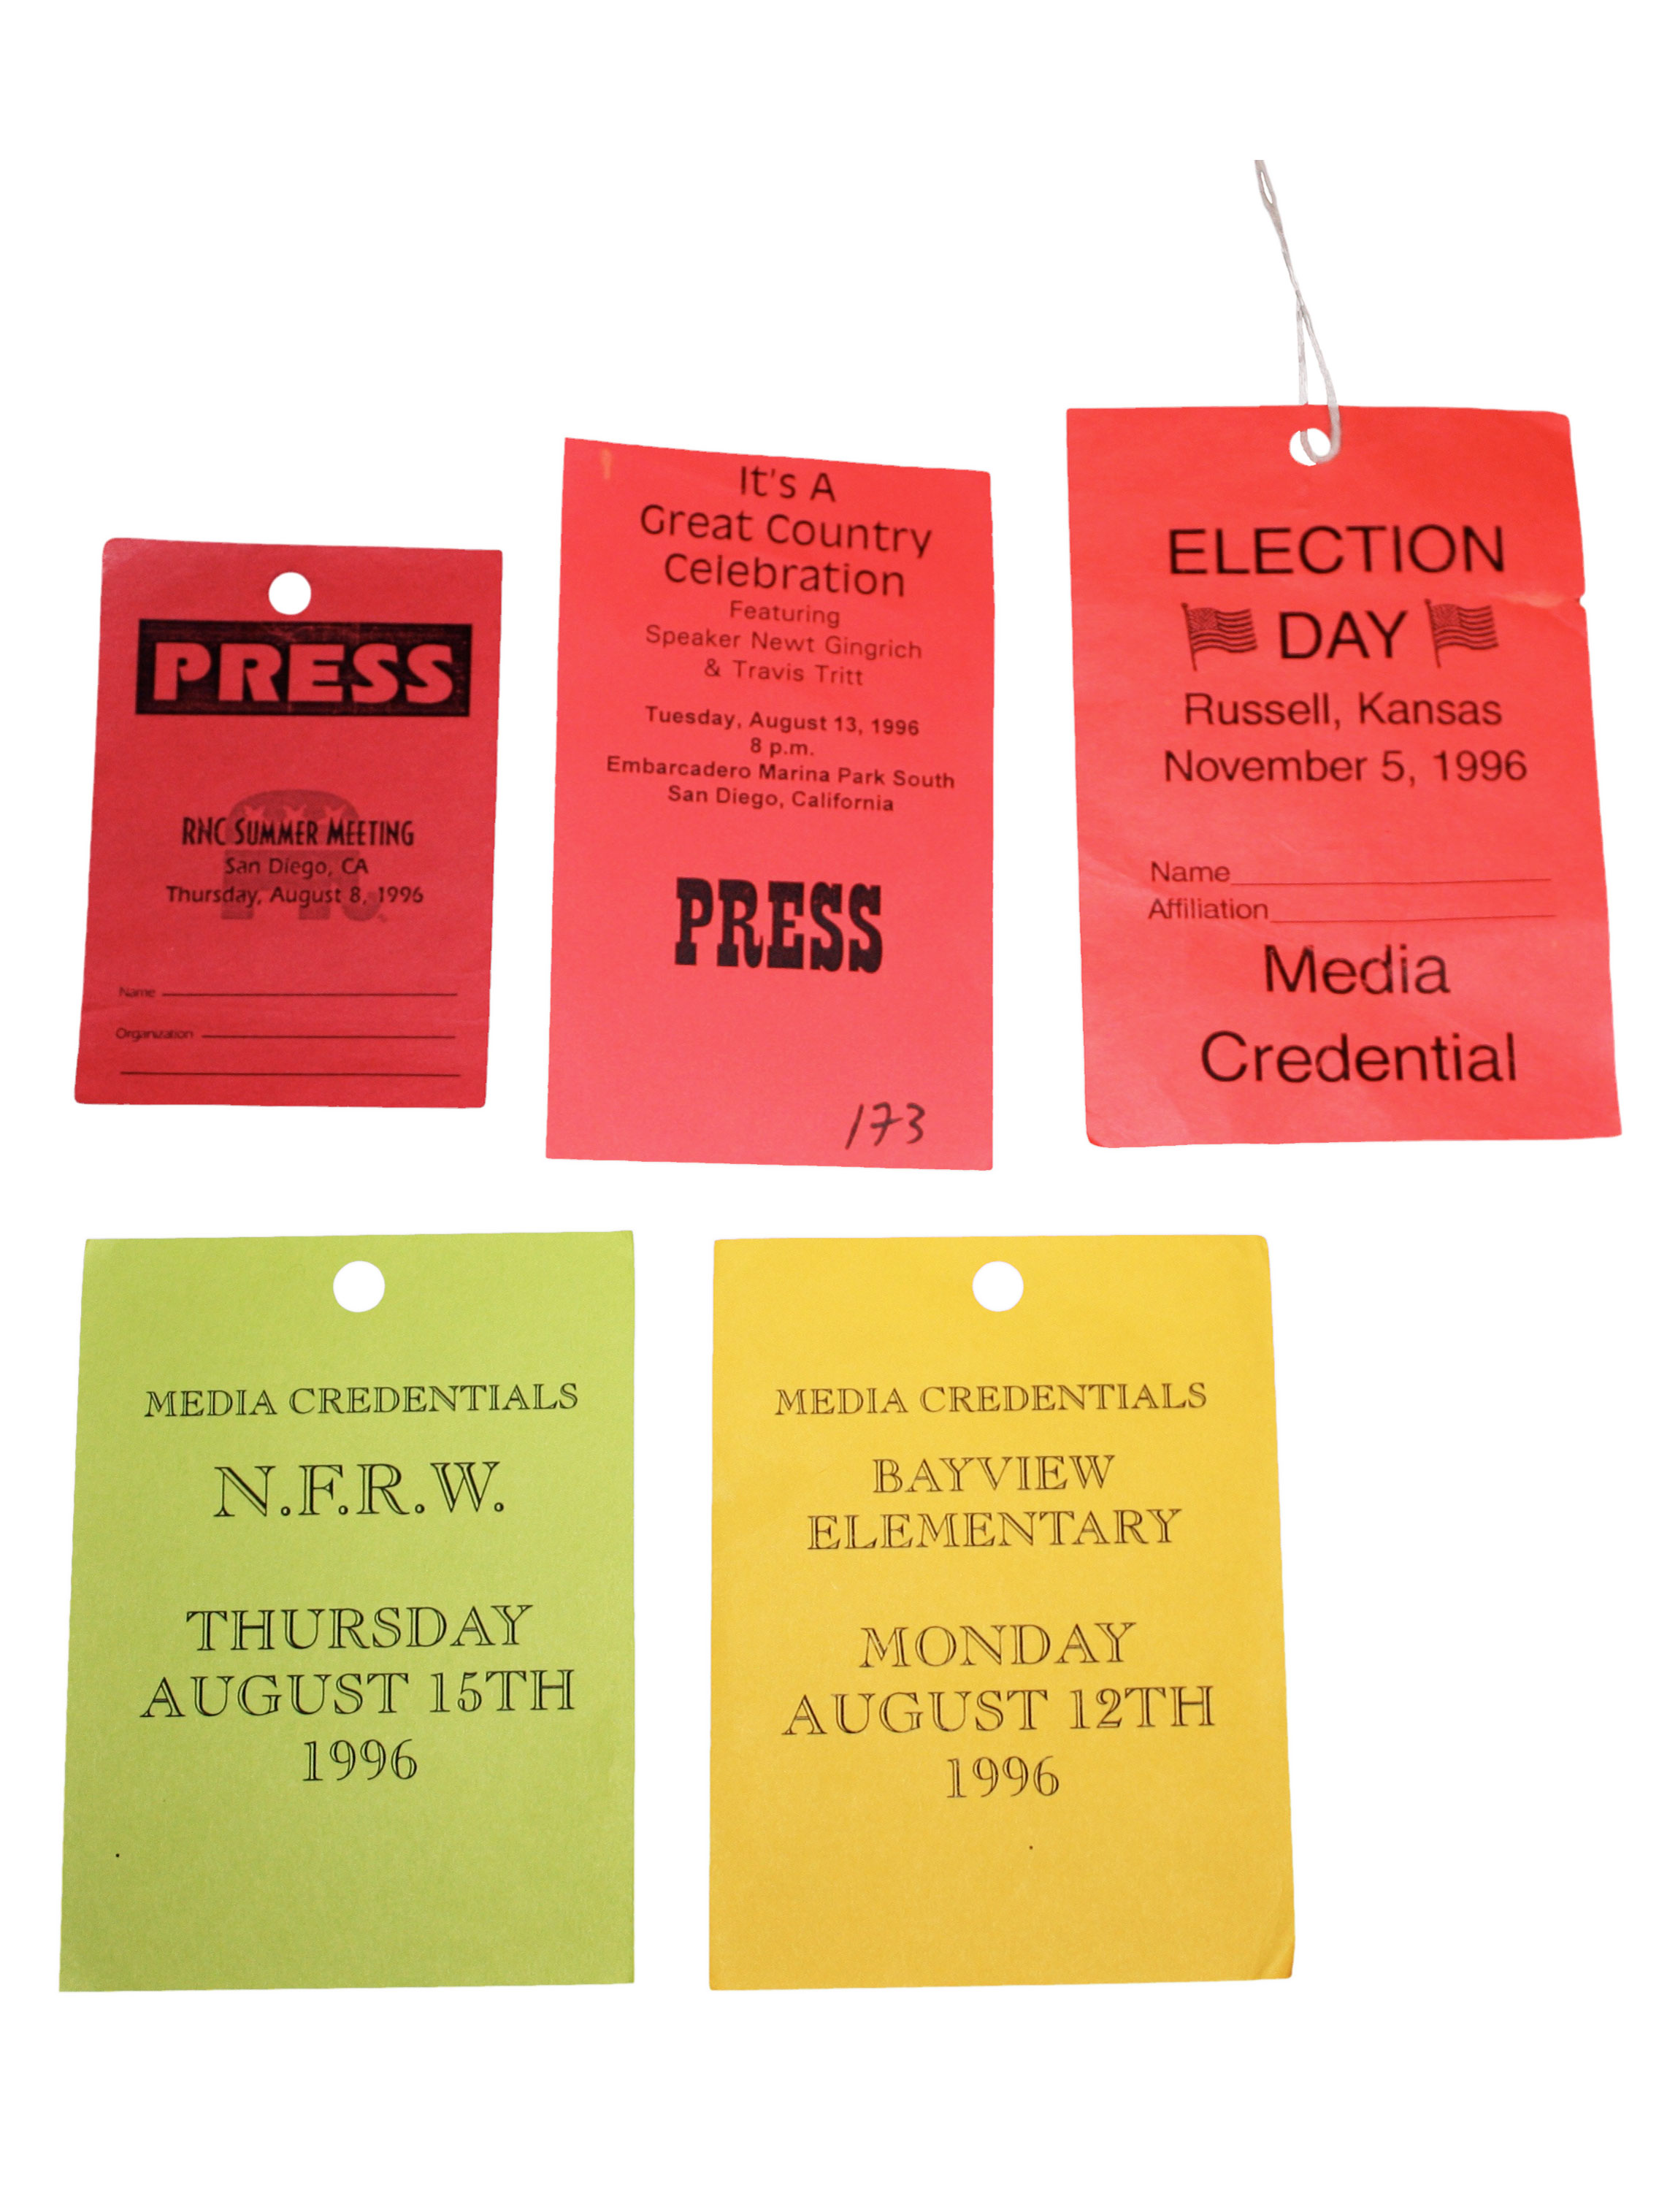 PRESS
RNC SUMMER MEETING
San Diego, CA
Thursday, August 8, 1996
Name
Organization
It's A
Great Country
Celebration
Featuring
Speaker Newt Gingrich
& Travis Tritt
Tuesday, August 13, 1996
8 p.m.
Embarcadero Marina Park South
San Diego, California
PRESS
173
ELECTION
DAY
Russell, Kansas
November 5, 1996
Name
Affiliation
Media
Credential
MEDIA CREDENTIALS
N.F.R.W.
THURSDAY
AUGUST 15TH
1996
MEDIA CREDENTIALS
BAYVIEW
ELEMENTARY
MONDAY
AUGUST 12TH
1996